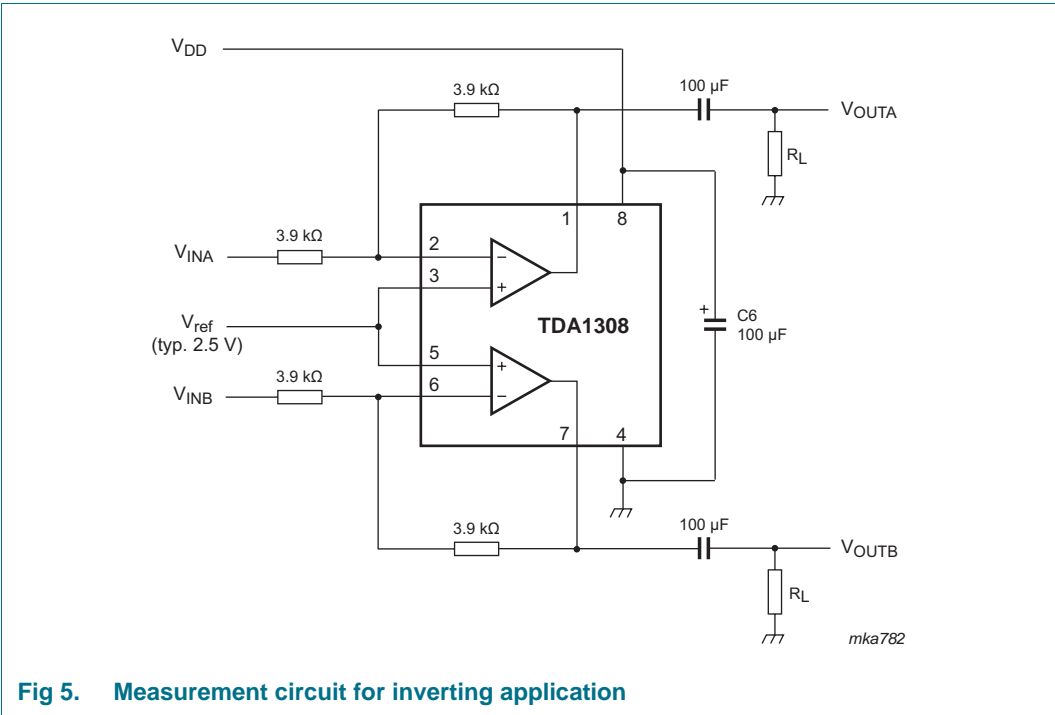 VDD
3.9 kΩ
100 µF
VOUTA
RL
1
8
3.9 kΩ
VINA
2
−
3
+
Vref
(typ. 2.5 V)
TDA1308
+
C6
100 µF
5
+
3.9 kΩ
VINB
6
−
7
4
3.9 kΩ
100 µF
VOUTB
RL
mka782
Fig 5. Measurement circuit for inverting application